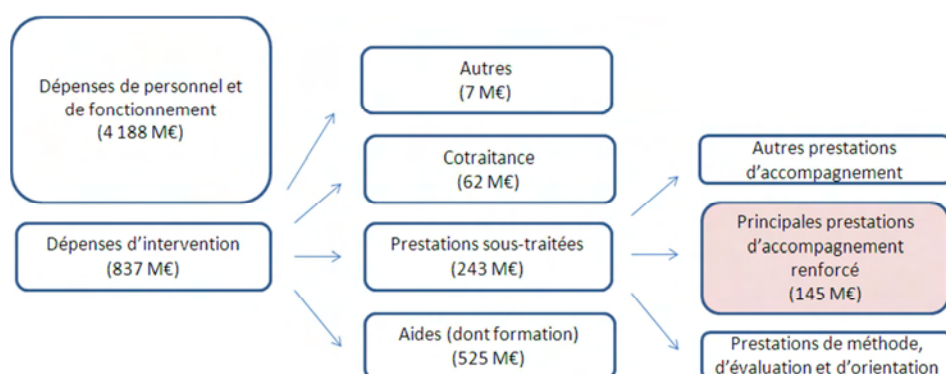 Dépenses de personnel et
de fonctionnement
(4 188 M€)
Dépenses d'intervention
(837 M€)
Autres
(7 M€)
Cotraitance
(62 M€)
Prestations sous-traitées
(243 M€)
Aides (dont formation)
(525 M€)
Autres prestations
d'accompagnement
Principales prestations
d'accompagnement
renforcé
(145 M€)
Prestations de méthode,
d'évaluation et d'orientation